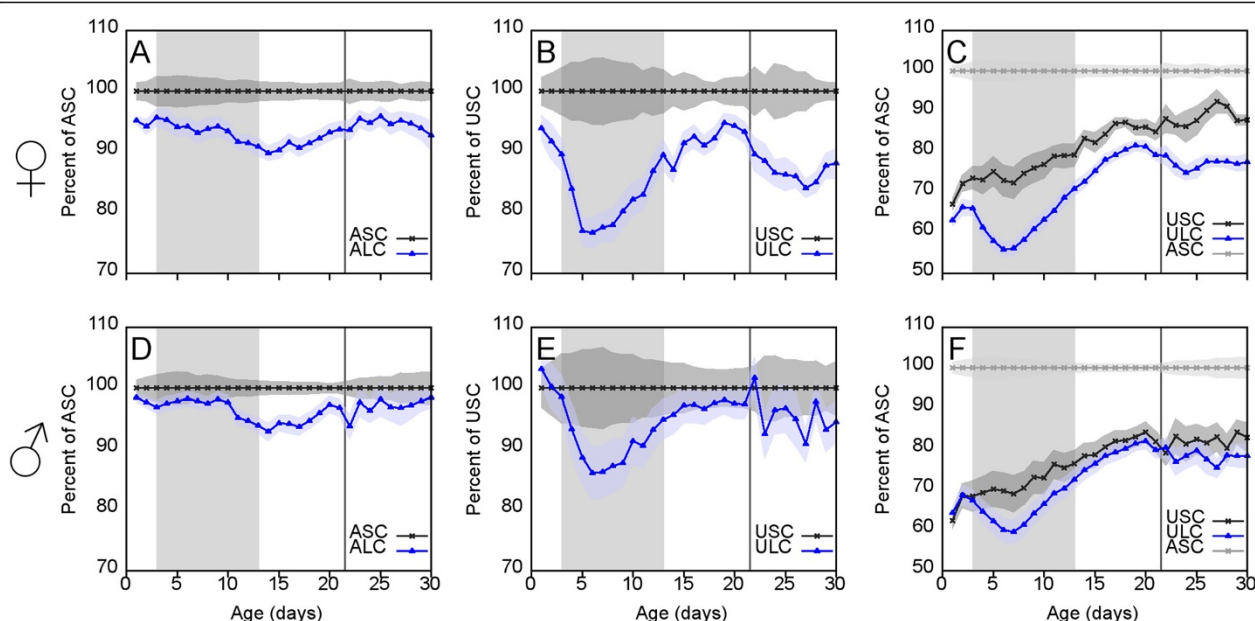 A
Percent of ASC
110
100
90
80
70
ASC
ALC
B
Percent of USC
110
100
90
80
70
USC
ULC
C
Percent of ASC
110
100
90
80
70
60
50
USC
ULC
ASC
♀
D
Percent of ASC
110
100
90
80
70
ASC
ALC
0 5 10 15 20 25 30
Age (days)
E
Percent of USC
110
100
90
80
70
USC
ULC
0 5 10 15 20 25 30
Age (days)
F
Percent of ASC
110
100
90
80
70
60
50
USC
ULC
ASC
0 5 10 15 20 25 30
Age (days)
♂